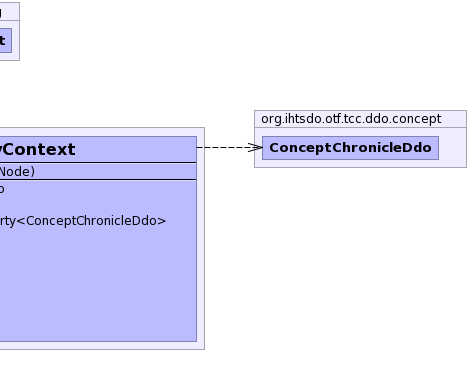 org.ihtsdo.otf.tcc.ddo.concept
ConceptChronicleDdo
Context
Node)
rty<ConceptChronicleDdo>